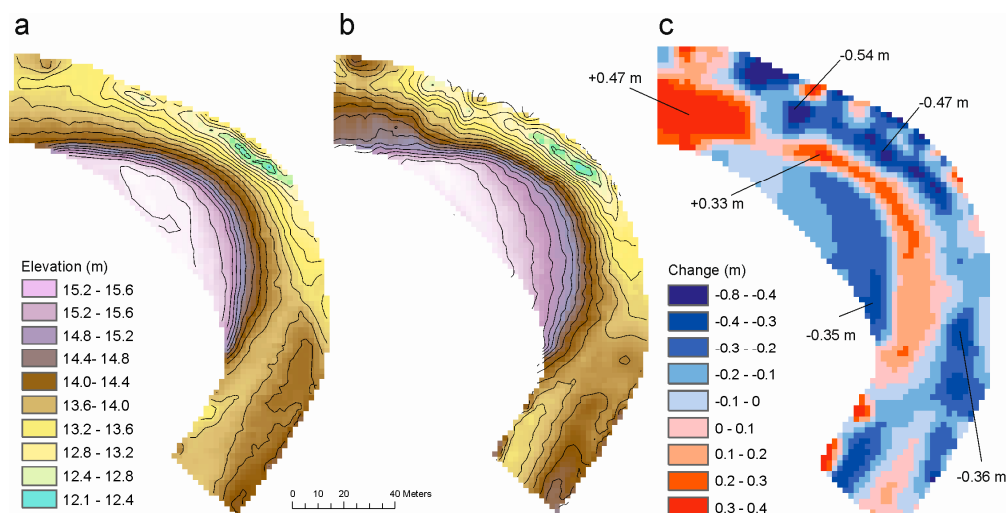 a
b
c
Elevation (m)
15.2 - 15.6
15.2 - 15.6
14.8 - 15.2
14.4- 14.8
14.0- 14.4
13.6- 14.0
13.2 - 13.6
12.8 - 13.2
12.4 - 12.8
12.1 - 12.4
0 10 20 40 Meters
+0.47 m
-0.54 m
-0.47 m
+0.33 m
-0.35 m
-0.36 m
Change (m)
-0.8 - -0.4
-0.4 - -0.3
-0.3 - -0.2
-0.2 - -0.1
-0.1 - 0
0 - 0.1
0.1 - 0.2
0.2 - 0.3
0.3 - 0.4